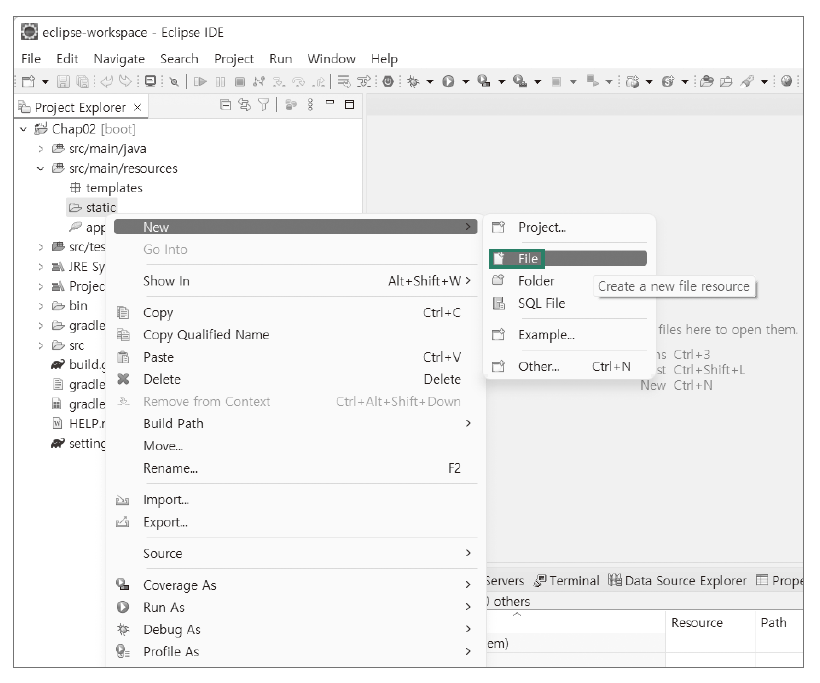 eclipse-workspace - Eclipse IDE
File Edit Navigate Search Project Run Window Help
Project Explorer ×
Chap02 [boot]
src/main/java
src/main/resources
templates
static
app
src/tes
JRE Sy
Projec
bin
gradle
src
build.g
gradle
gradle
HELP.r
setting
New
Go Into
Show In Alt+Shift+W
Copy Ctrl+C
Copy Qualified Name
Paste Ctrl+V
Delete Delete
Remove from Context Ctrl+Alt+Shift+Down
Build Path
Move...
Rename... F2
Import...
Export...
Source
Coverage As
Run As
Debug As
Profile As
Project...
File
Folder
SQL File
Example...
Other... Ctrl+N
Create a new file resource
files here to open them.
ns Ctrl+3
st Ctrl+Shift+L
New Ctrl+N
Servers Terminal Data Source Explorer Prope
others
Resource Path
em)